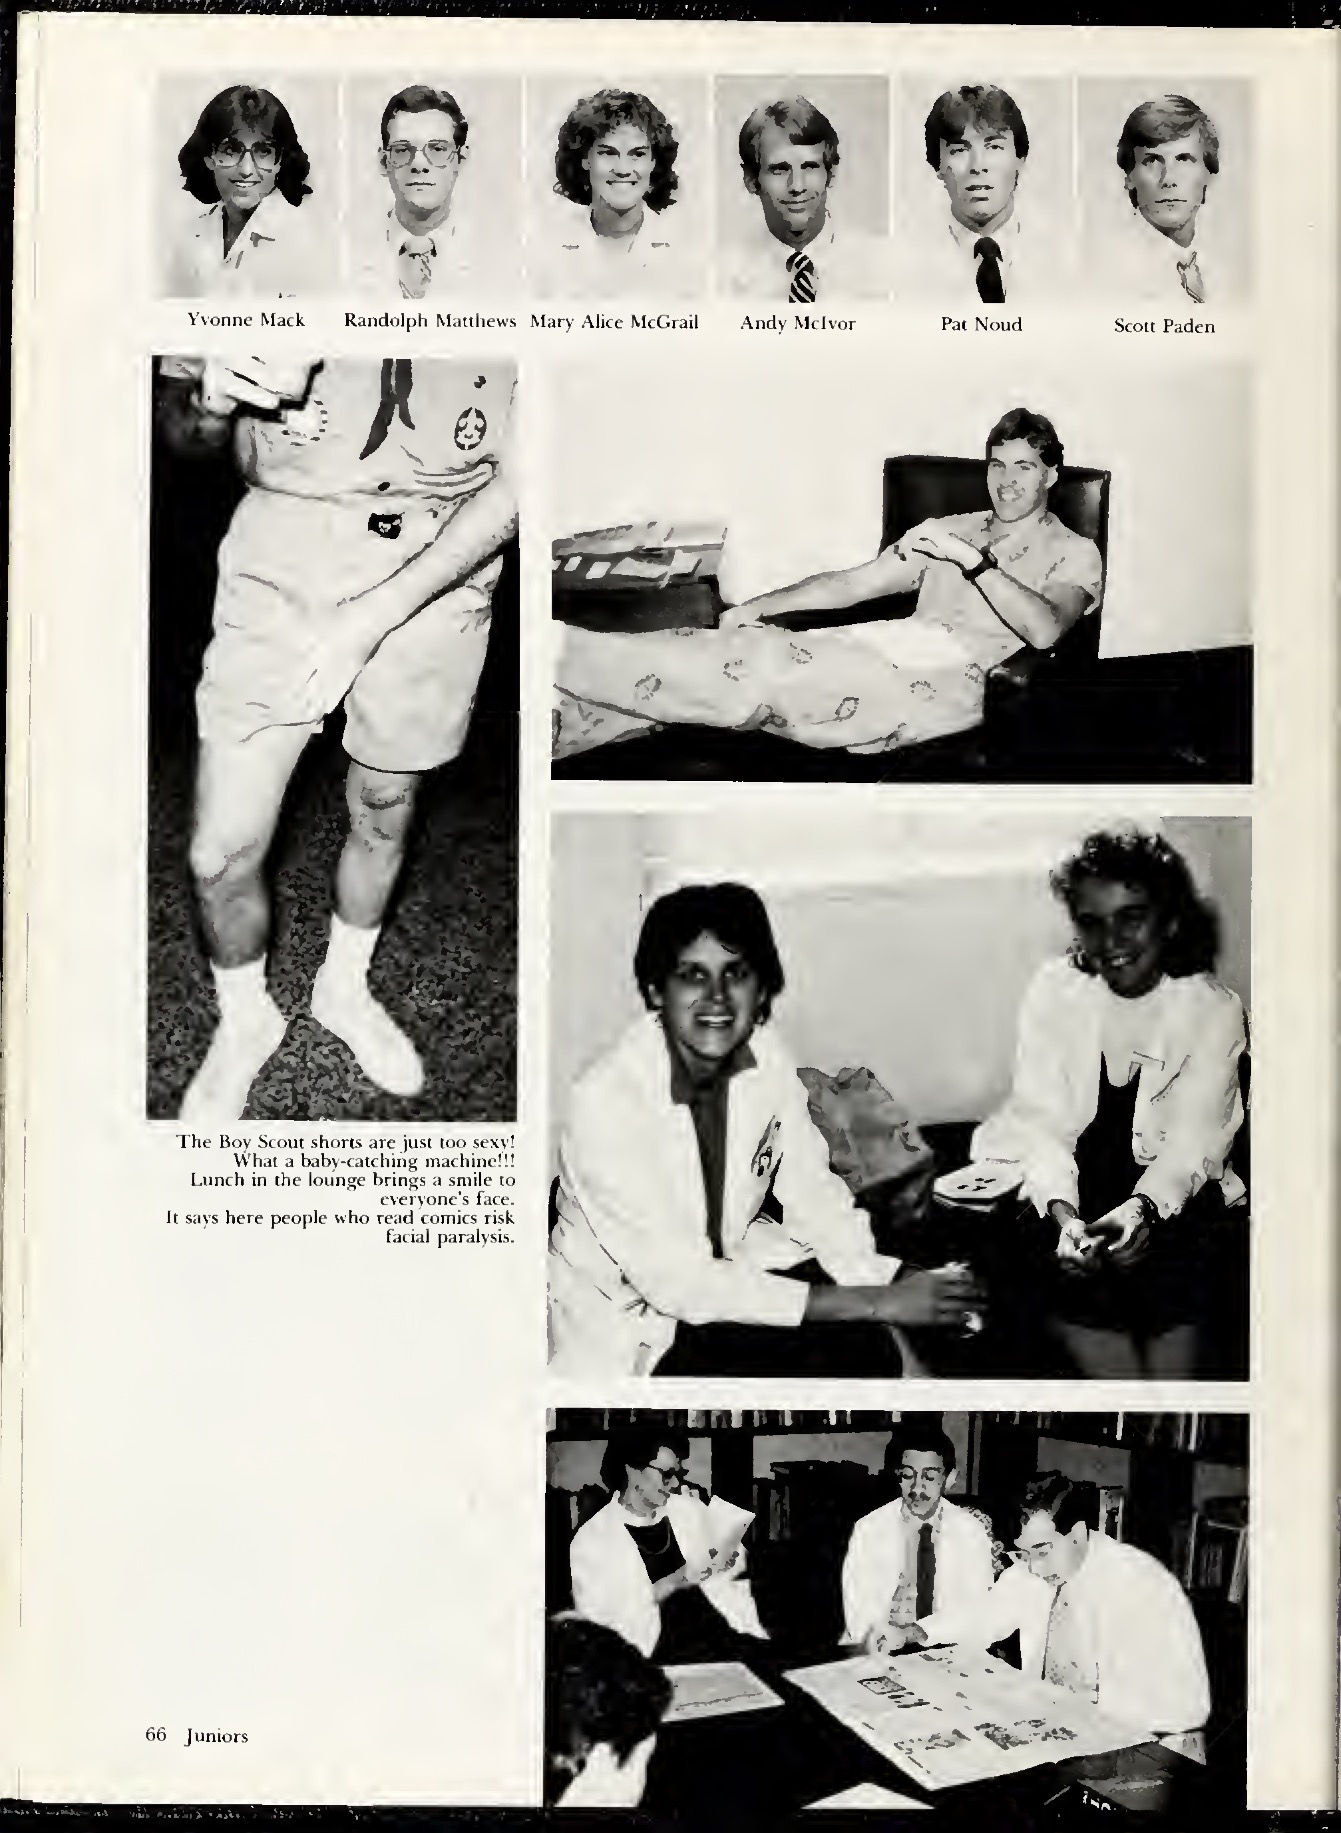 Yvonne Mack
Randolph Matthews
Mary Alice McGrail
Andy McIvor
Pat Noud
Scott Paden
The Boy Scout shorts are just too sexy!
What a baby-catching machine!!!
Lunch in the lounge brings a smile to
everyone's face.
It says here people who read comics risk
facial paralysis.
66 Juniors